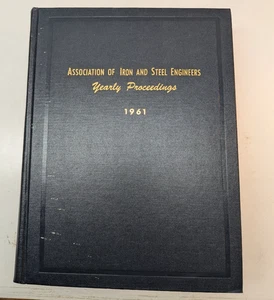 ASSOCIATION OF IRON AND STEEL ENGINEERS
Yearly Proceedings
1961